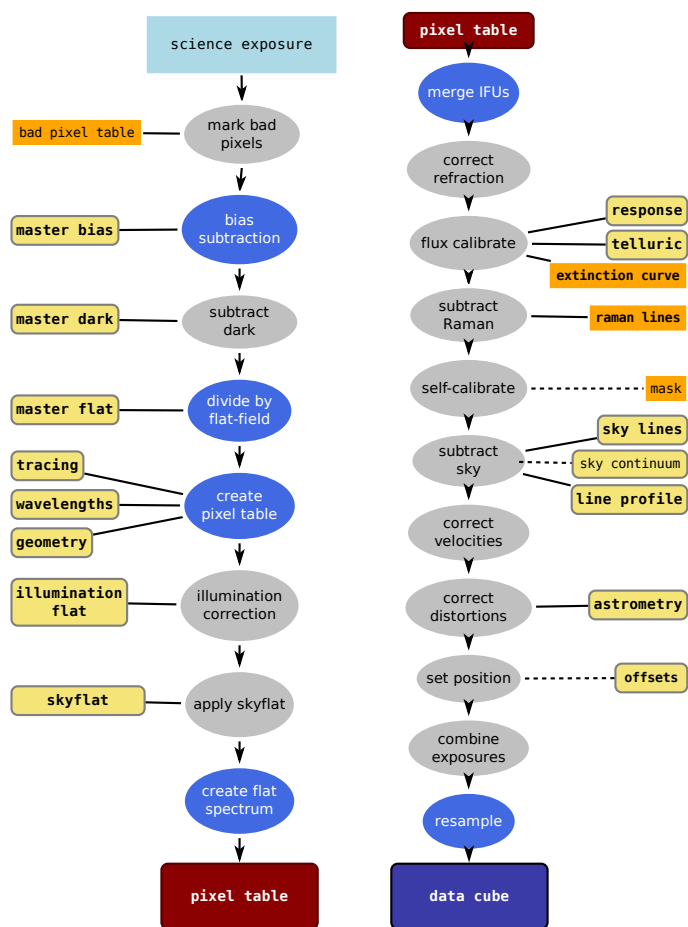 science exposure
bad pixel table
mark bad
pixels
master bias
bias
subtraction
master dark
subtract
dark
master flat
divide by
flat-field
tracing
wavelengths
geometry
create
pixel table
illumination
flat
illumination
correction
skyflat
apply skyflat
create flat
spectrum
pixel table
pixel table
merge IFUs
correct
refraction
flux calibrate
response
telluric
extinction curve
subtract
Raman
raman lines
self-calibrate
mask
subtract
sky
sky lines
sky continuum
line profile
correct
velocities
correct
distortions
astrometry
set position
offsets
combine
exposures
resample
data cube